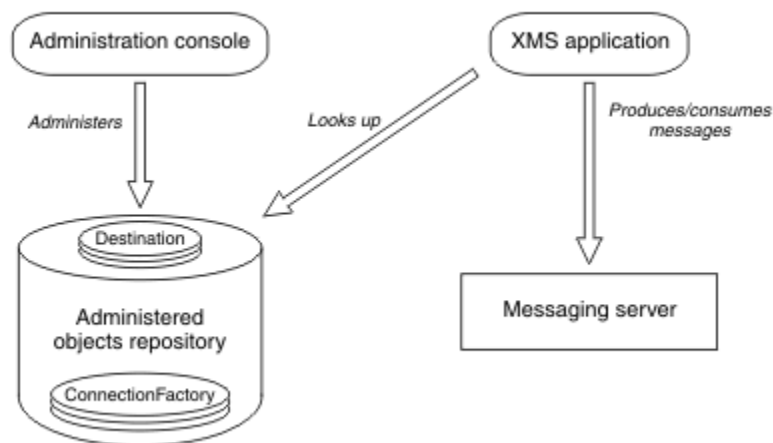 Administration console
XMS application
Administers
Looks up
Produces/consumes
messages
Destination
Administered
objects repository
Messaging server
ConnectionFactory